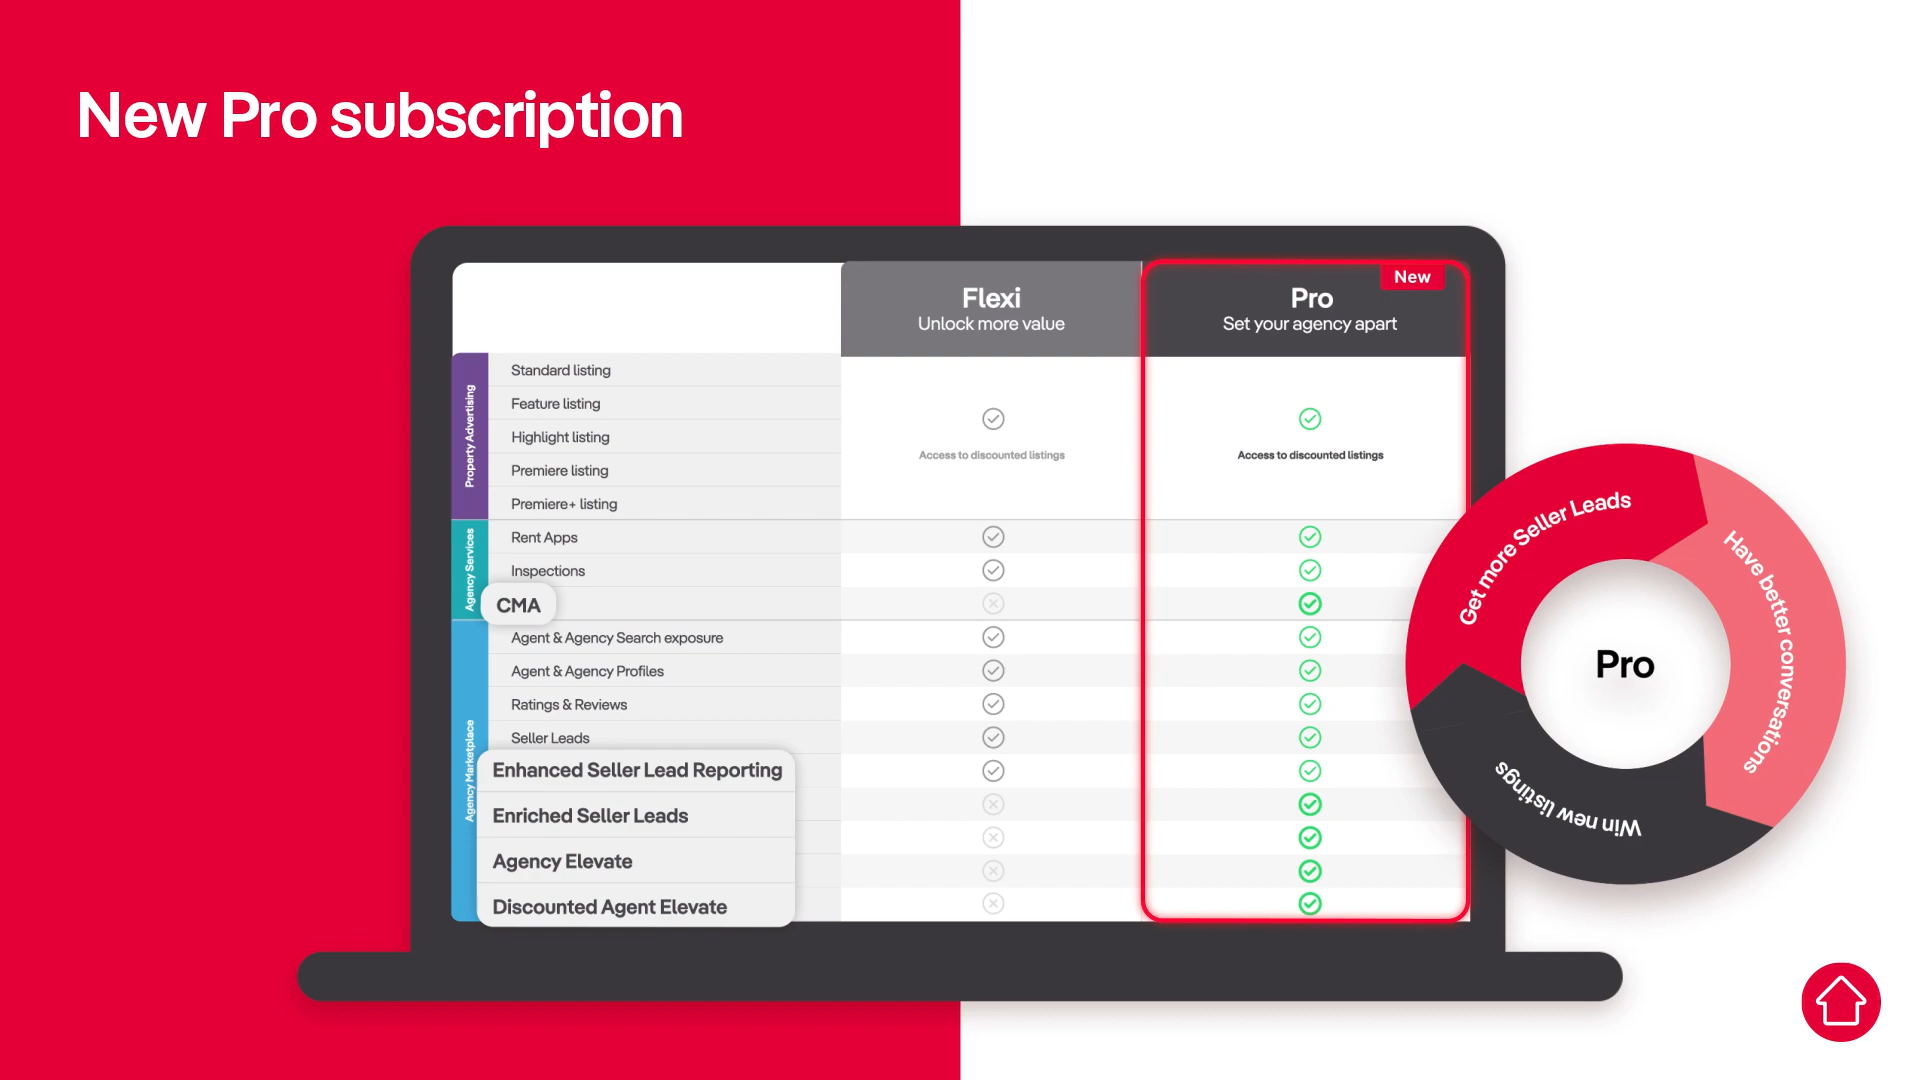 New Pro subscription
New
Flexi
Unlock more value
Pro
Set your agency apart
Property Advertising
Standard listing
Feature listing
Highlight listing
Premiere listing
Premiere+ listing
Access to discounted listings
Access to discounted listings
Agency Services
Rent Apps
Inspections
CMA
Agency Marketplace
Agent & Agency Search exposure
Agent & Agency Profiles
Ratings & Reviews
Seller Leads
Enhanced Seller Lead Reporting
Enriched Seller Leads
Agency Elevate
Discounted Agent Elevate
Get more Seller Leads
Have better conversations
Win new listings
Pro